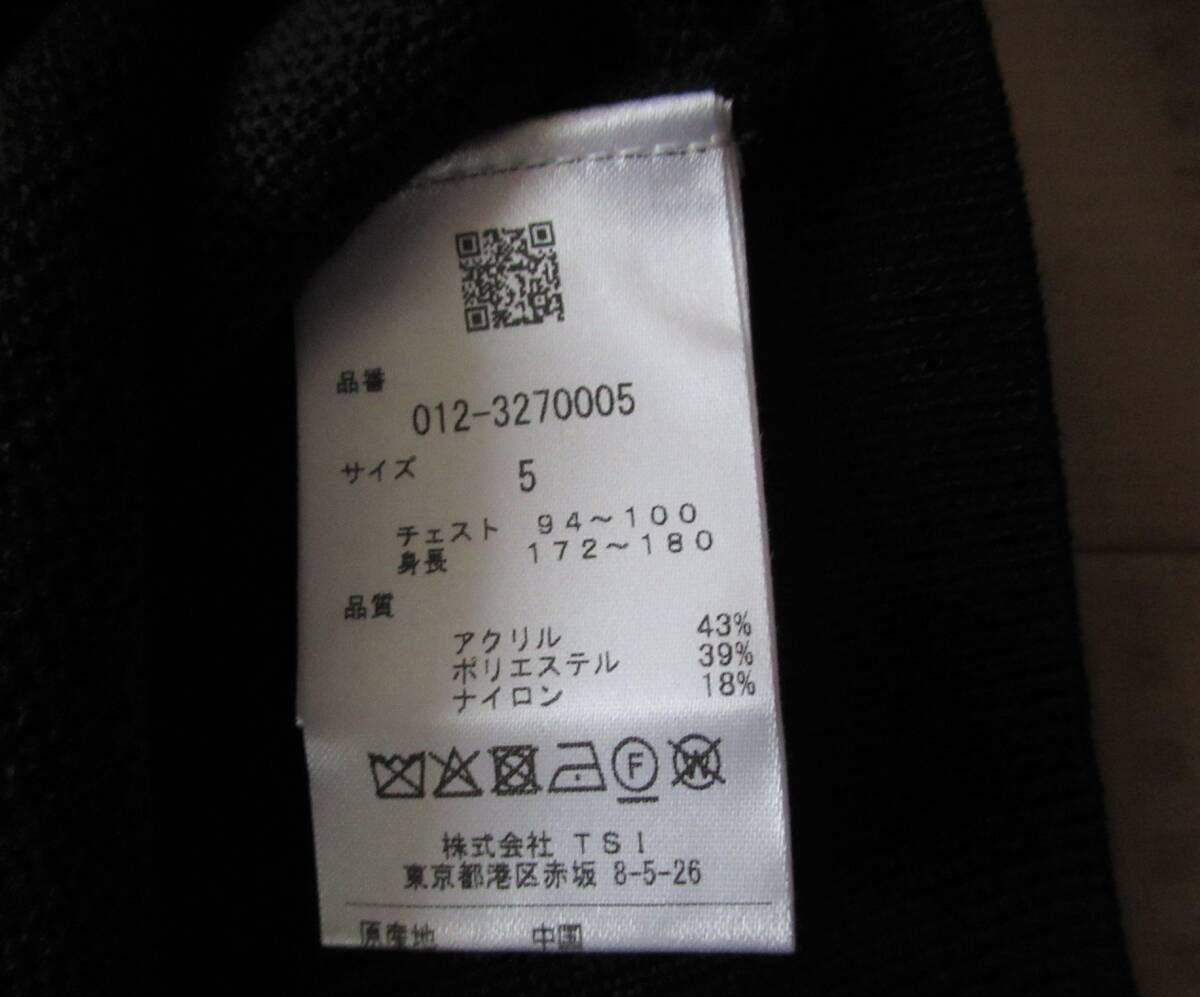 品番
012-3270005
サイズ 5
チェスト 94～100
身長 172～180
品質
アクリル 43%
ポリエステル 39%
ナイロン 18%
F W
株式会社 TSI
東京都港区赤坂 8-5-26
原産地 中国